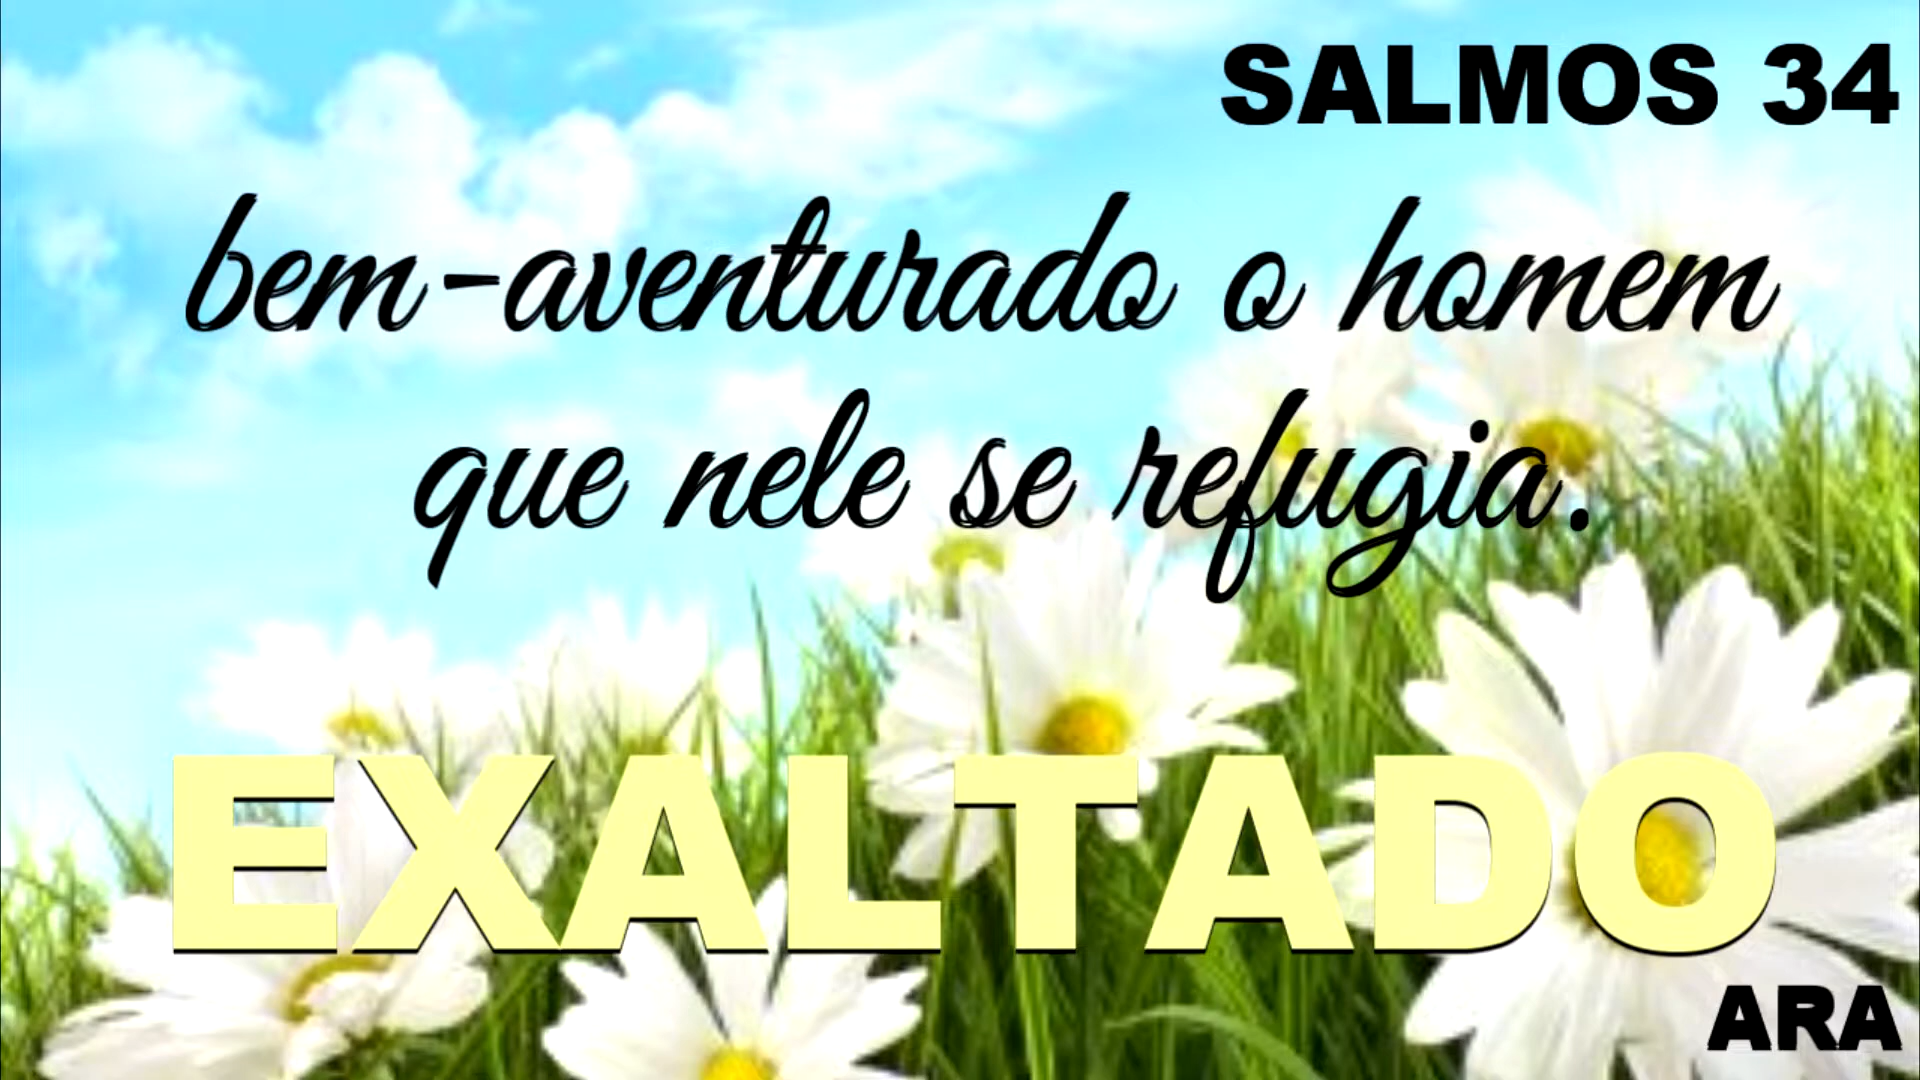 SALMOS 34
bem-aventurado o homem
que nele se refugia.
EXALTADO
ARA